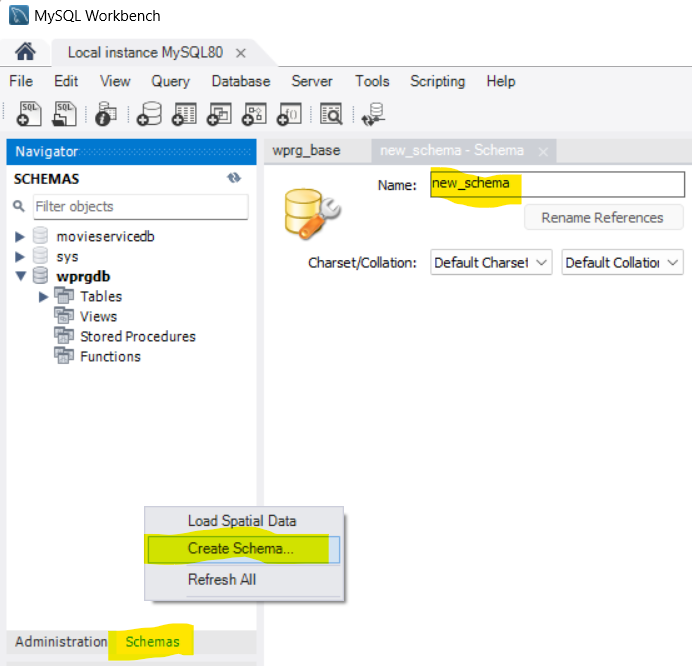 MySQL Workbench
Local instance MySQL80
File Edit View Query Database Server Tools Scripting Help
SQL SQL
Navigator
SCHEMAS
Filter objects
movieservicedb
sys
wprgdb
Tables
Views
Stored Procedures
Functions
wprg_base new_schema - Schema
Name: new_schema
Rename References
Charset/Collation: Default Charset Default Collation
Load Spatial Data
Create Schema...
Refresh All
Administration Schemas